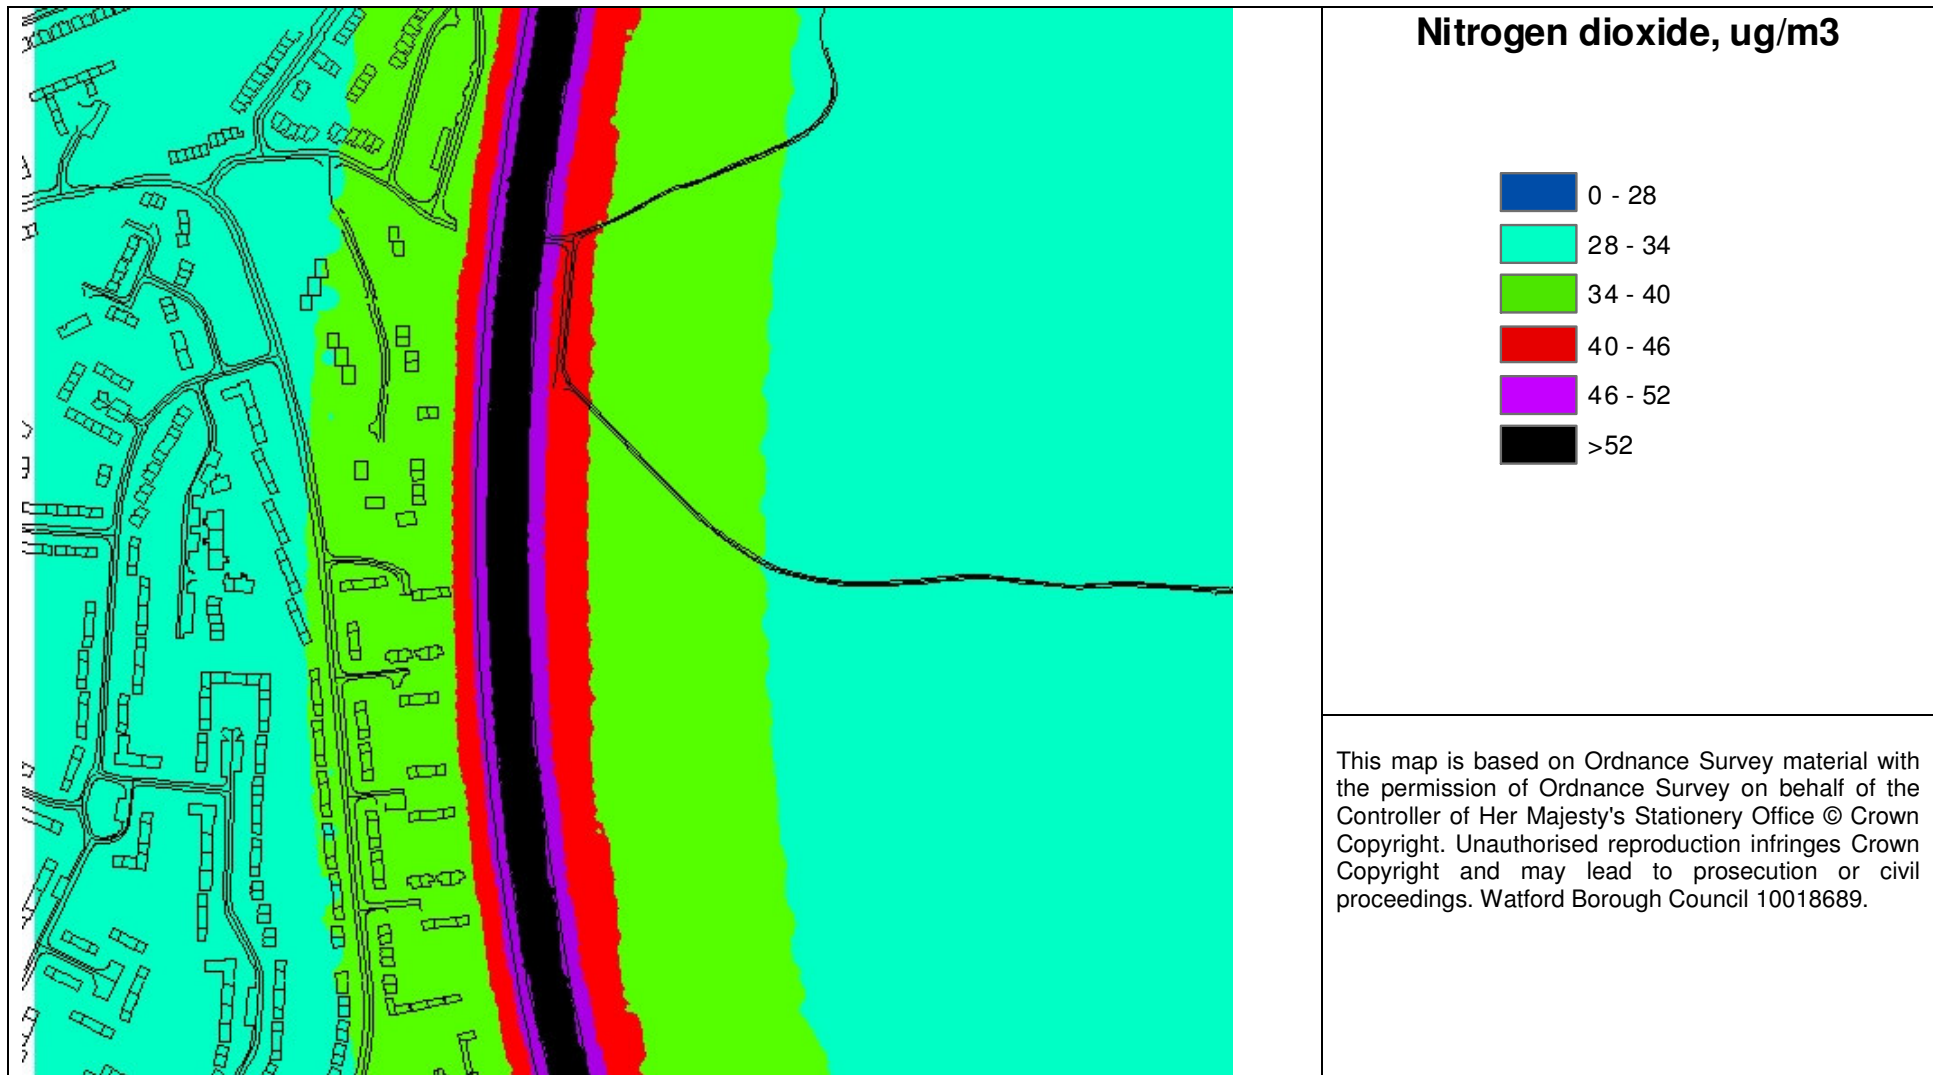 Nitrogen dioxide, ug/m3
0 - 28
28 - 34
34 - 40
40 - 46
46 - 52
>52
This map is based on Ordnance Survey material with
the permission of Ordnance Survey on behalf of the
Controller of Her Majesty's Stationery Office © Crown
Copyright. Unauthorised reproduction infringes Crown
Copyright and may lead to prosecution or civil
proceedings. Watford Borough Council 10018689.